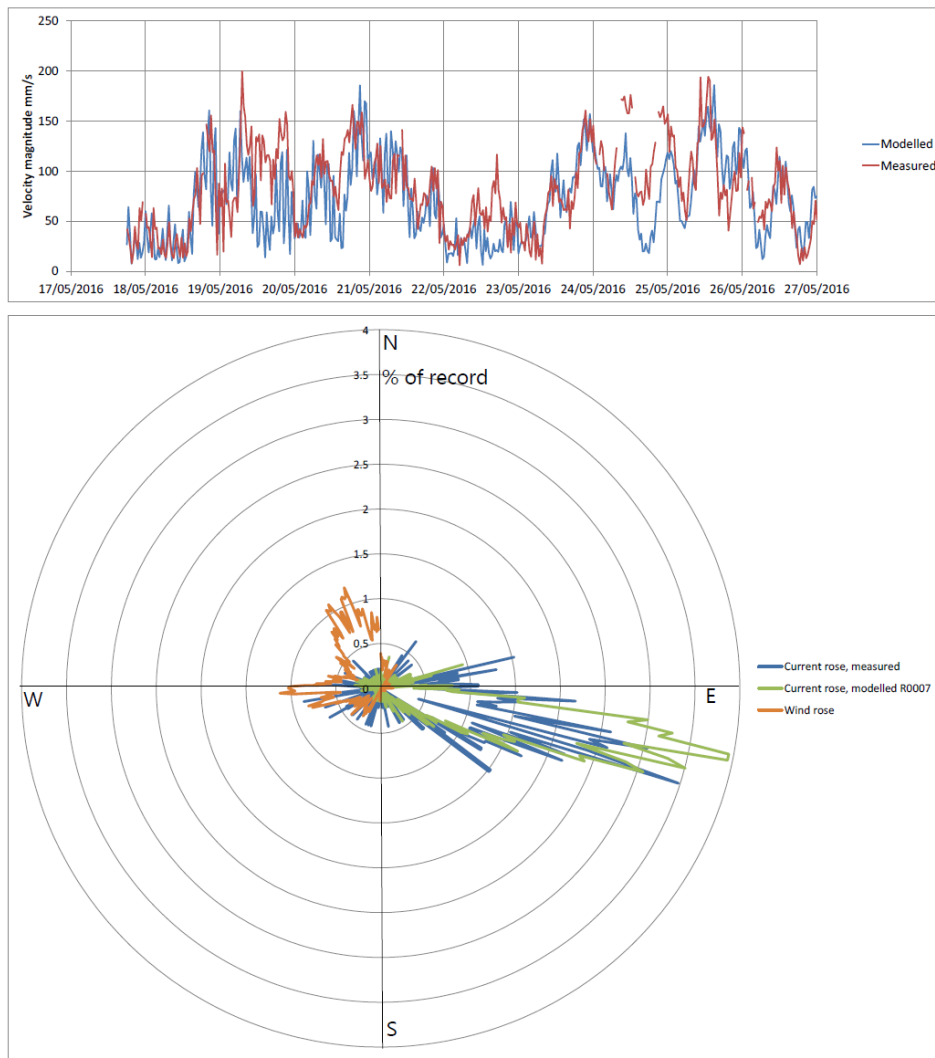 250
200
150
100
50
0
Velocity magnitude mm/s
17/05/2016 18/05/2016 19/05/2016 20/05/2016 21/05/2016 22/05/2016 23/05/2016 24/05/2016 25/05/2016 26/05/2016 27/05/2016
Modelled
Measured
N
% of record
4
3.5
3
2.5
2
1.5
1
0.5
0
W
E
S
Current rose, measured
Current rose, modelled R0007
Wind rose